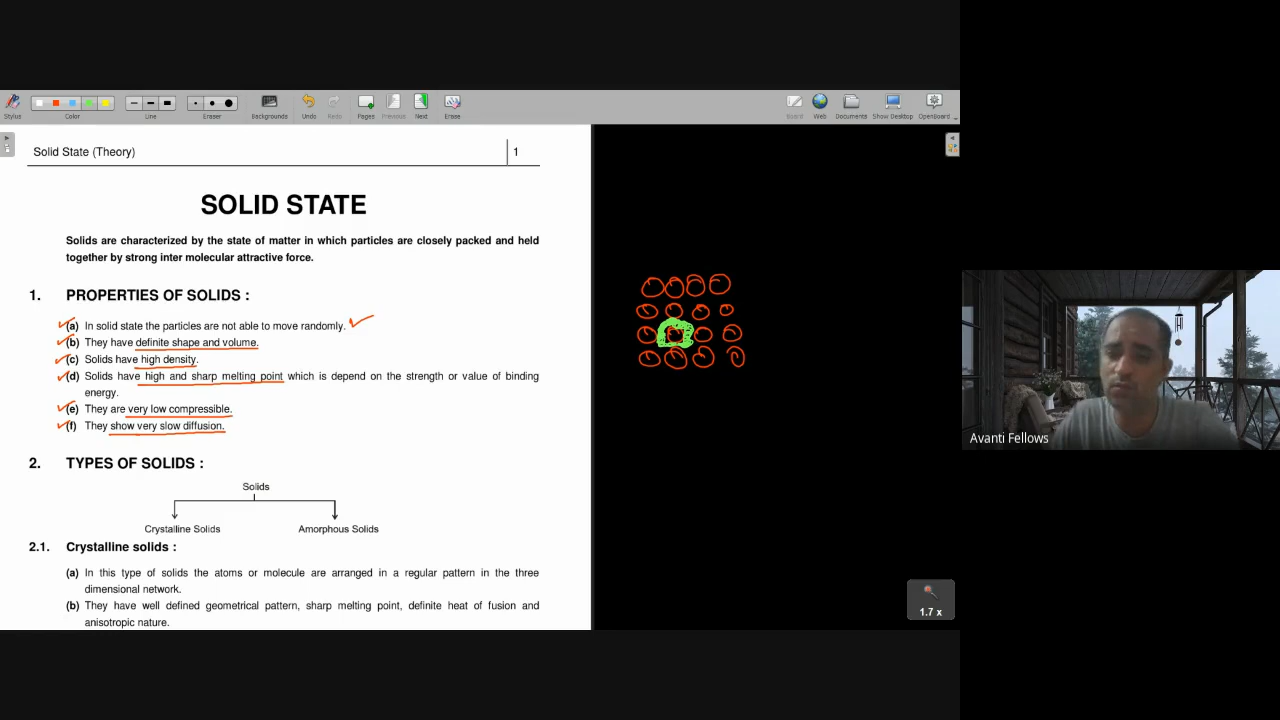 Stylus
Color
Line
Eraser
Backgrounds
Undo
Redo
Pages
Previous
Next
Erase
Board
Web
Documents
Show Desktop
OpenBoard
Solid State (Theory) 1
SOLID STATE
Solids are characterized by the state of matter in which particles are closely packed and held
together by strong inter molecular attractive force.
1. PROPERTIES OF SOLIDS :
(a) In solid state the particles are not able to move randomly.
(b) They have definite shape and volume.
(c) Solids have high density.
(d) Solids have high and sharp melting point which is depend on the strength or value of binding
energy.
(e) They are very low compressible.
(f) They show very slow diffusion.
2. TYPES OF SOLIDS :
Solids
Crystalline Solids Amorphous Solids
2.1. Crystalline solids :
(a) In this type of solids the atoms or molecule are arranged in a regular pattern in the three
dimensional network.
(b) They have well defined geometrical pattern, sharp melting point, definite heat of fusion and
anisotropic nature.
1.7 x
Avanti Fellows